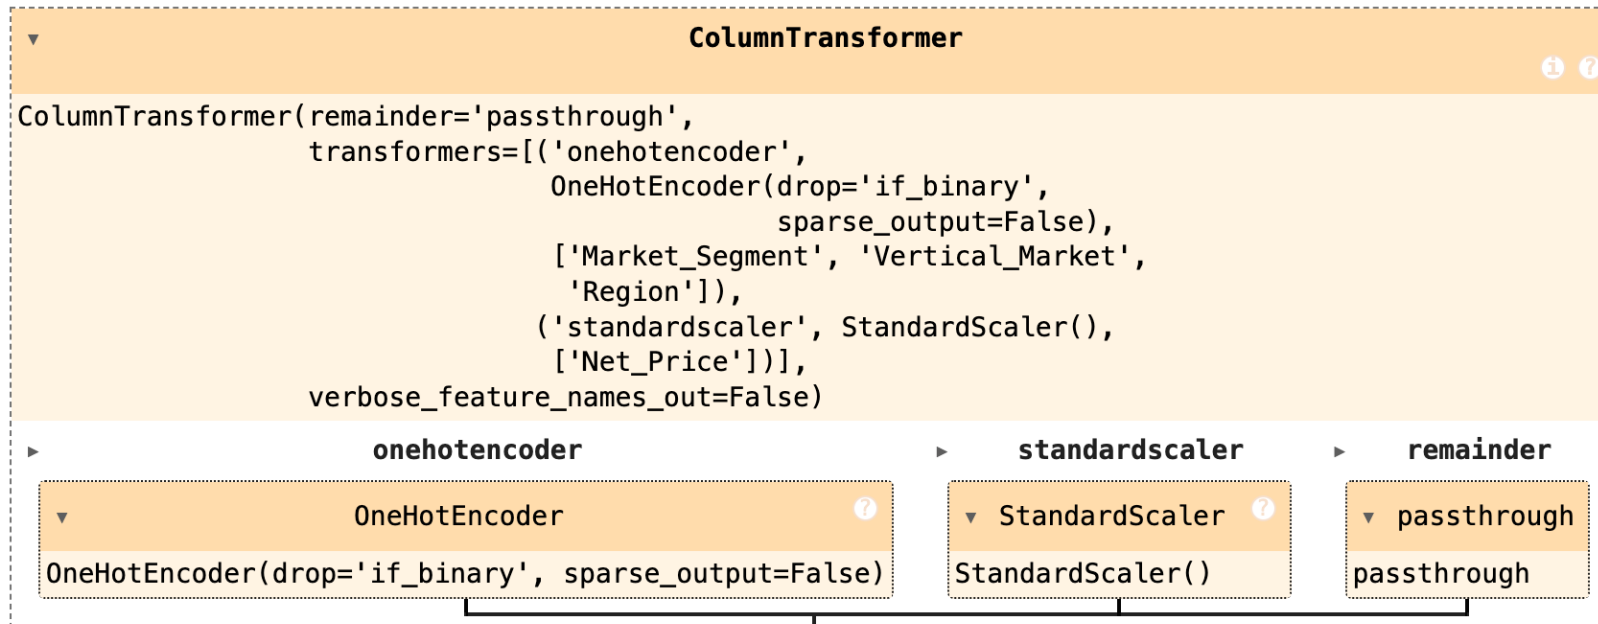 ColumnTransformer
i ?
ColumnTransformer(remainder='passthrough',
transformers=[('onehotencoder',
OneHotEncoder(drop='if_binary',
sparse_output=False),
['Market_Segment', 'Vertical_Market',
'Region']),
('standardscaler', StandardScaler(),
['Net_Price'])],
verbose_feature_names_out=False)
onehotencoder
standardscaler
remainder
OneHotEncoder ?
StandardScaler ?
passthrough
OneHotEncoder(drop='if_binary', sparse_output=False)
StandardScaler()
passthrough